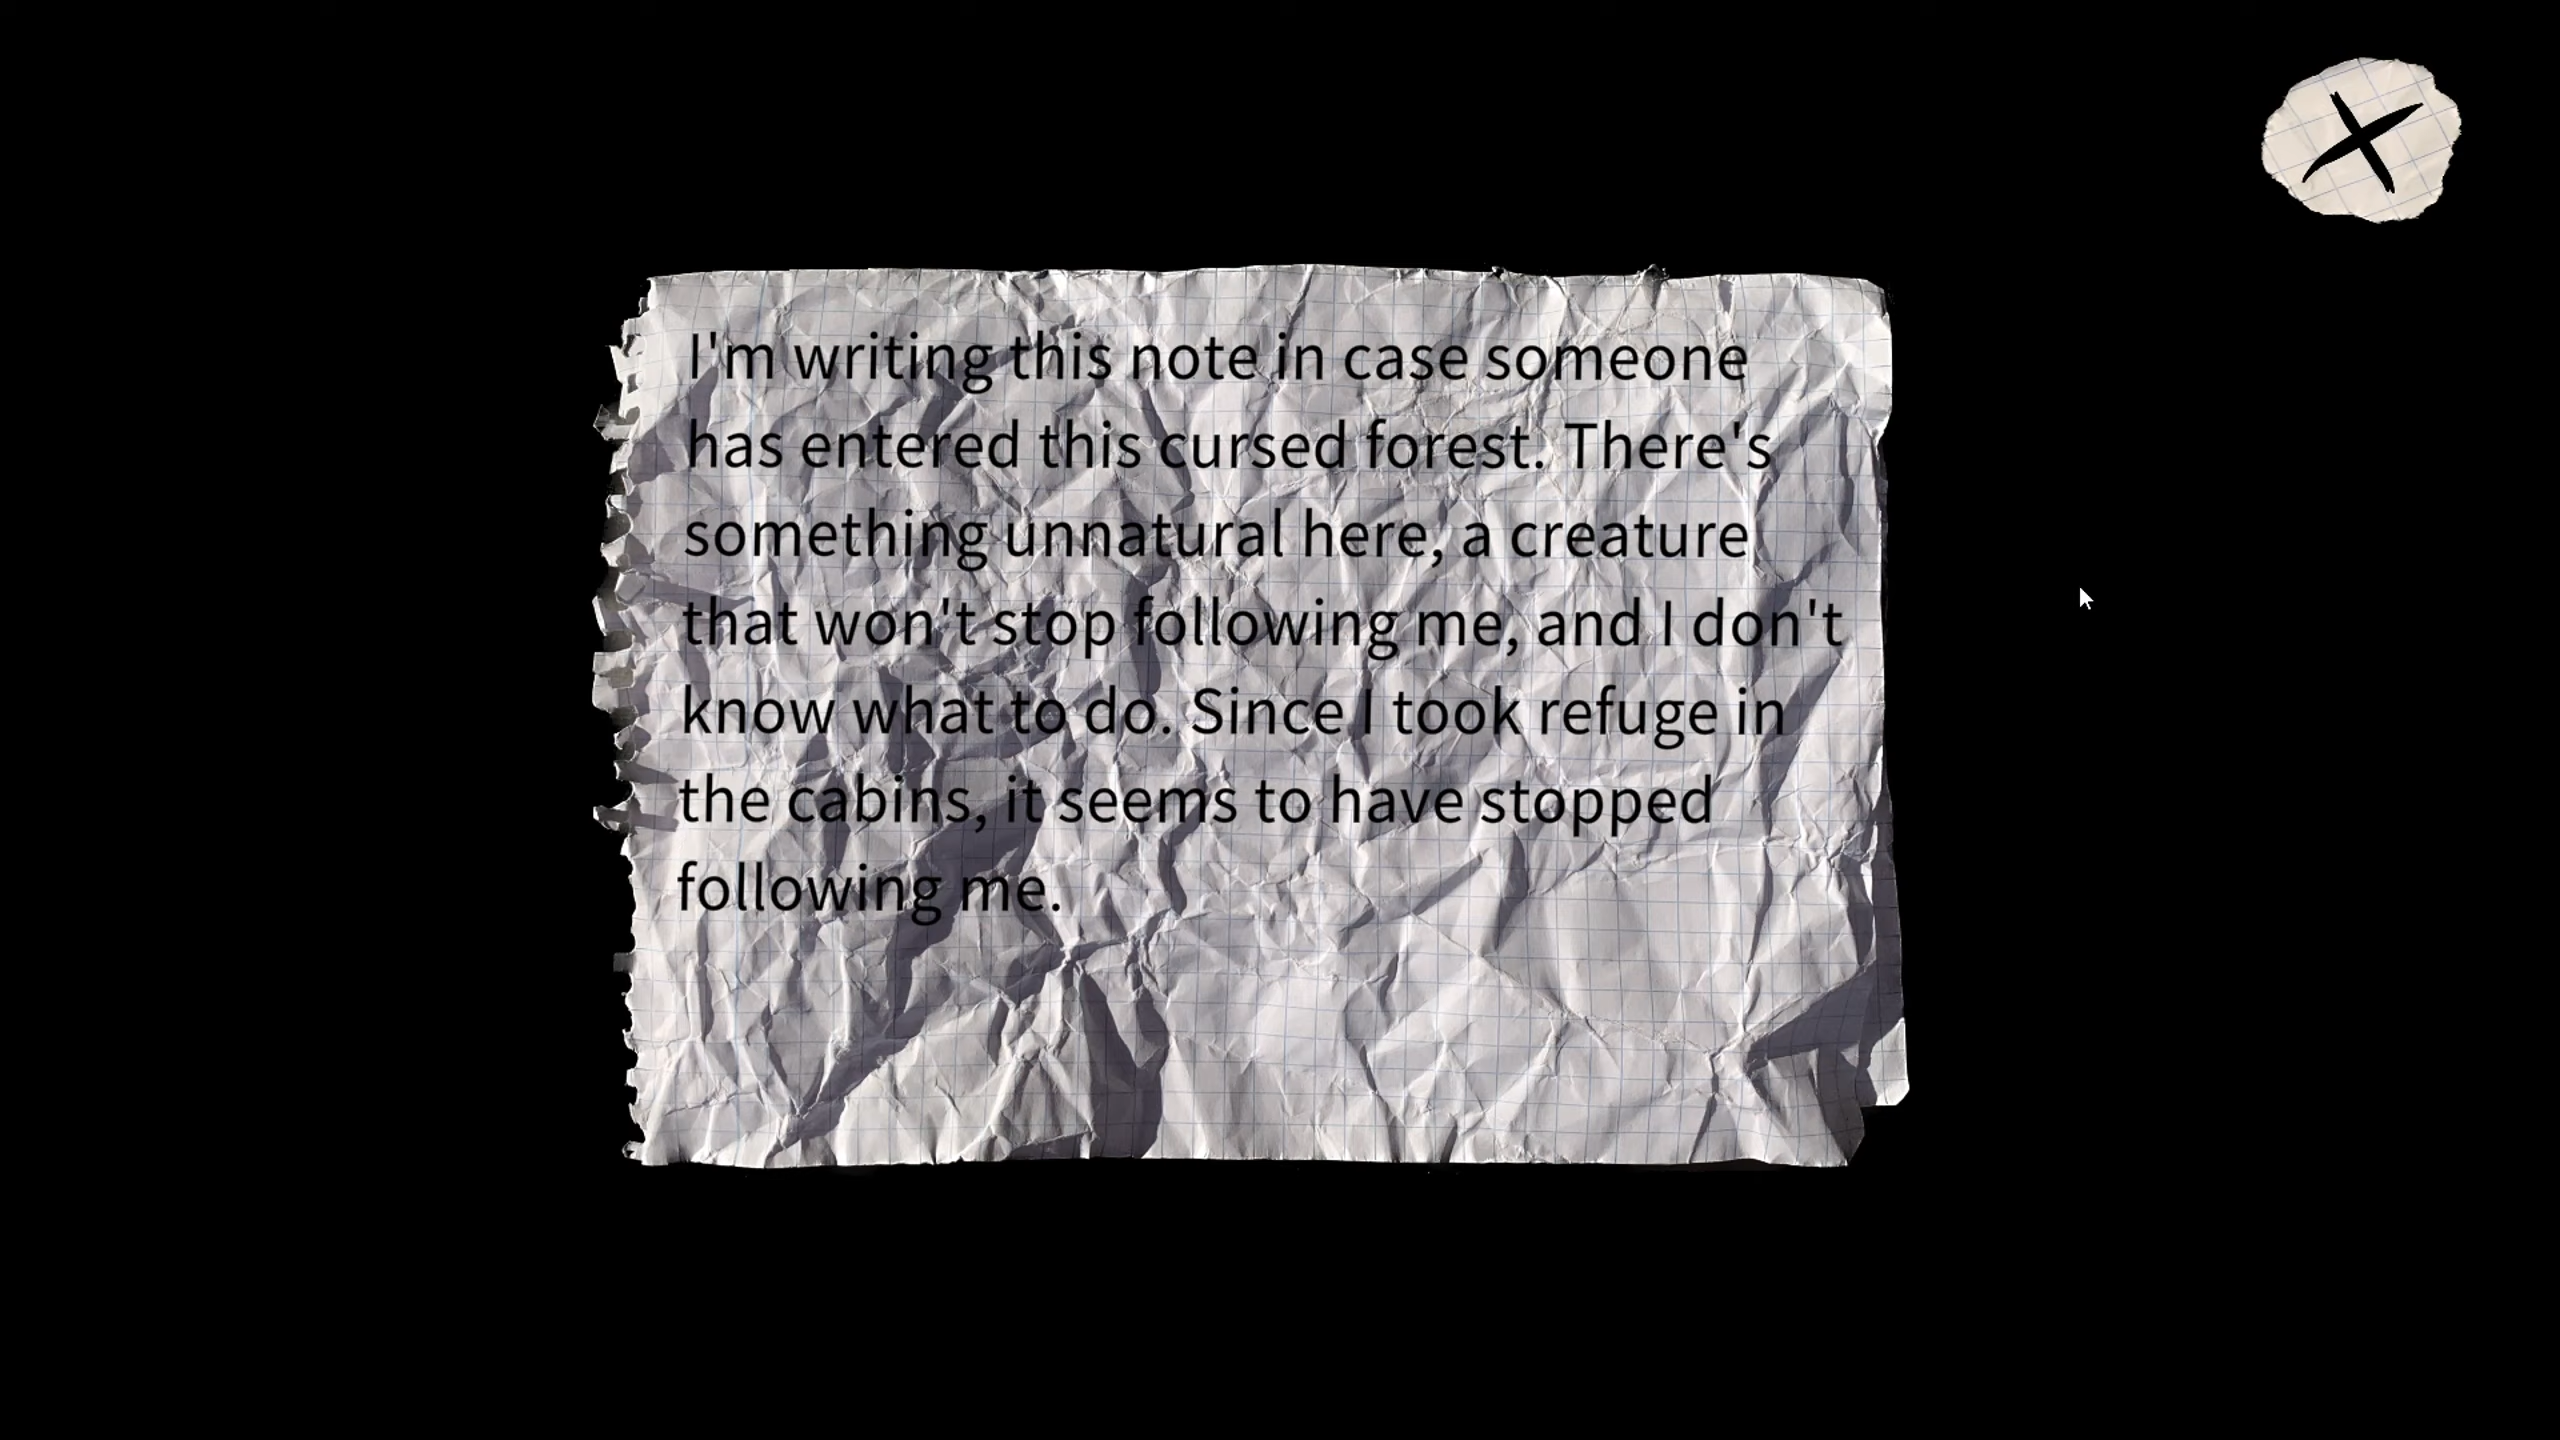 I'm writing this note in case someone
has entered this cursed forest. There's
something unnatural here, a creature
that won't stop following me, and I don't
know what to do. Since I took refuge in
the cabins, it seems to have stopped
following me.